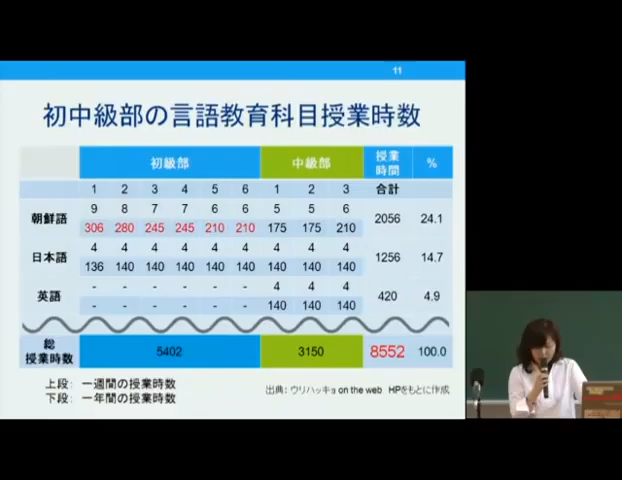 11
初中級部の言語教育科目授業時数
初級部 中級部 授業時間 %
1 2 3 4 5 6 1 2 3 合計
朝鮮語 9 8 7 7 6 6 5 5 6 2056 24.1
306 280 245 245 210 210 175 175 210
日本語 4 4 4 4 4 4 4 4 4 1256 14.7
136 140 140 140 140 140 140 140 140
英語 - - - - - - 4 4 4 420 4.9
- - - - - - 140 140 140
総授業時数 5402 3150 8552 100.0
上段: 一週間の授業時数
下段: 一年間の授業時数
出典：ウリハッキョ on the web HPをもとに作成